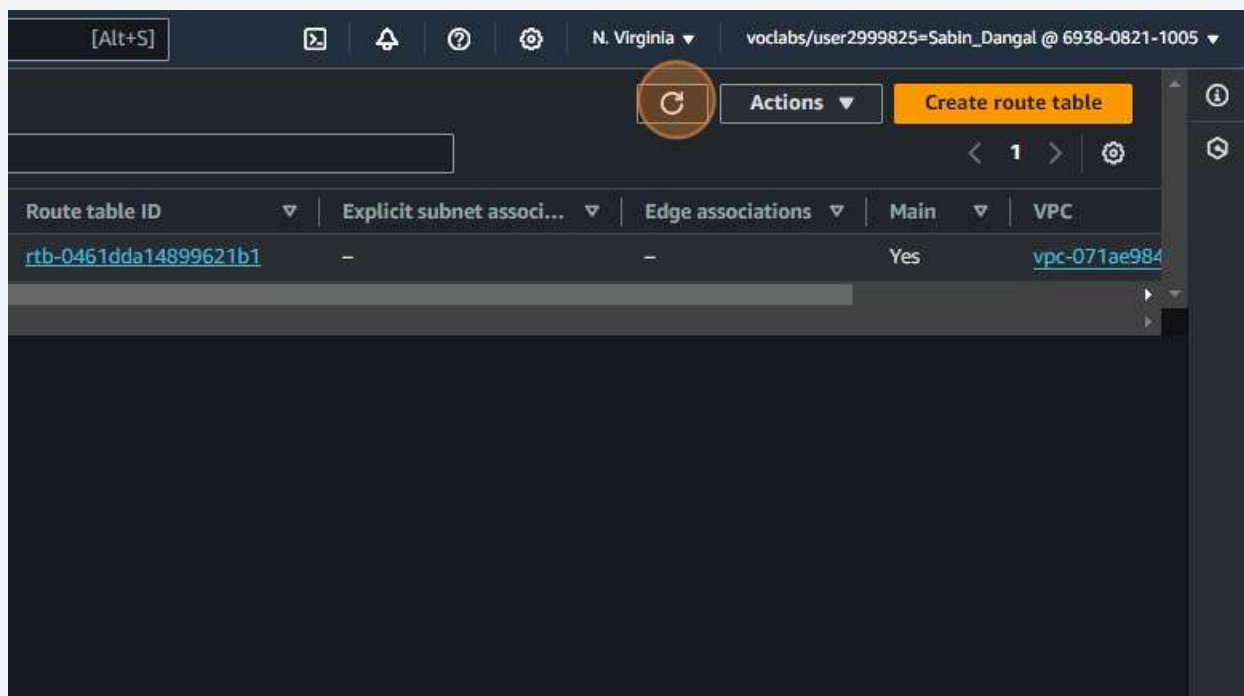 [Alt+S] N. Virginia ▼ voclabs/user2999825=Sabin_Dangal @ 6938-0821-1005 ▼
Actions ▼ Create route table
< 1 >
Route table ID Explicit subnet associ... Edge associations Main VPC
rtb-0461dda14899621b1 – – Yes vpc-071ae984